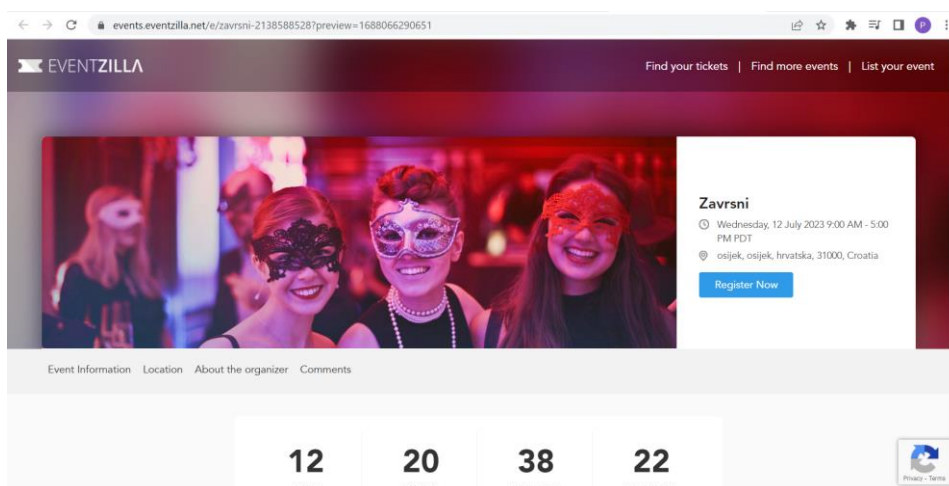 events.eventzilla.net/e/zavrsni-2138588528?preview=1688066290651
P
EVENTZILLA
Find your tickets | Find more events | List your event
Zavrsni
Wednesday, 12 July 2023 9:00 AM - 5:00
PM PDT
osijek, osijek, hrvatska, 31000, Croatia
Register Now
Event Information Location About the organizer Comments
12 20 38 22
Privacy - Terms